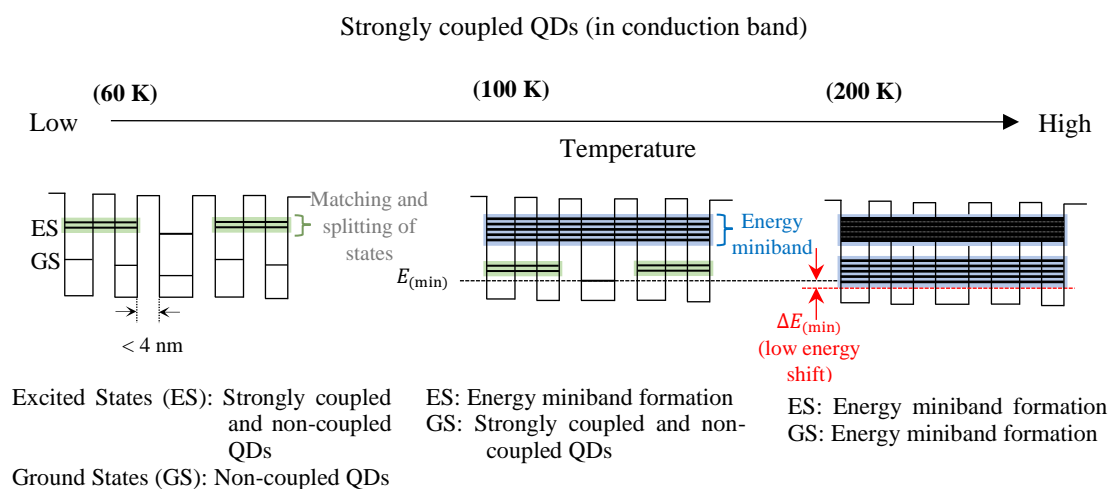 Strongly coupled QDs (in conduction band)
(60 K)
(100 K)
(200 K)
Low
High
Temperature
Matching and
splitting of
states
ES
GS
< 4 nm
Energy
miniband
E(min)
ΔE(min)
(low energy
shift)
Excited States (ES): Strongly coupled
and non-coupled
QDs
Ground States (GS): Non-coupled QDs
ES: Energy miniband formation
GS: Strongly coupled and non-
coupled QDs
ES: Energy miniband formation
GS: Energy miniband formation